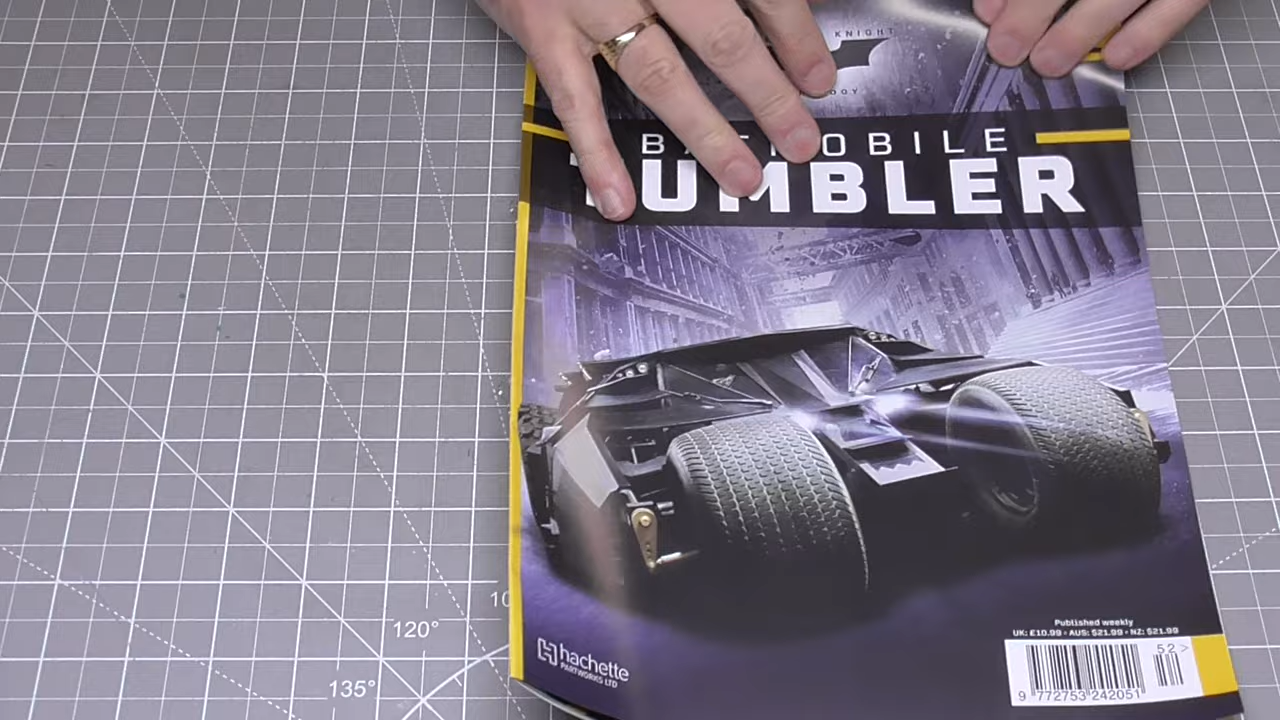 KNIGHT
BATMOBILE
TUMBLER
Published weekly
UK: £10.99 • AUS: $21.99 • NZ: $21.99
52 >
9 772753 242051
hachette
PARTWORKS LTD
120°
135°